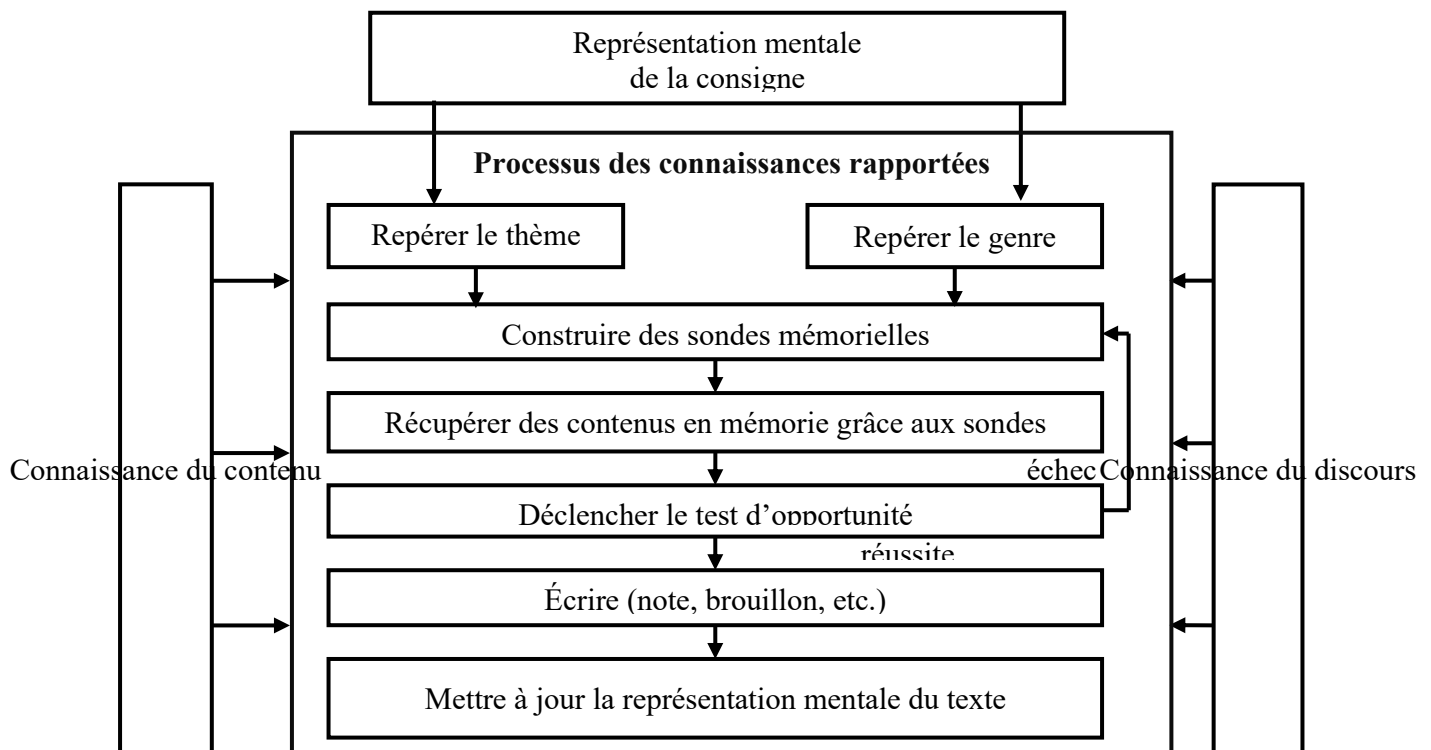 Représentation mentale
de la consigne
Processus des connaissances rapportées
Repérer le thème
Repérer le genre
Construire des sondes mémorielles
Récupérer des contenus en mémoire grâce aux sondes
Connaissance du contenu
échec
Connaissance du discours
Déclencher le test d’opportunité
réussite
Écrire (note, brouillon, etc.)
Mettre à jour la représentation mentale du texte